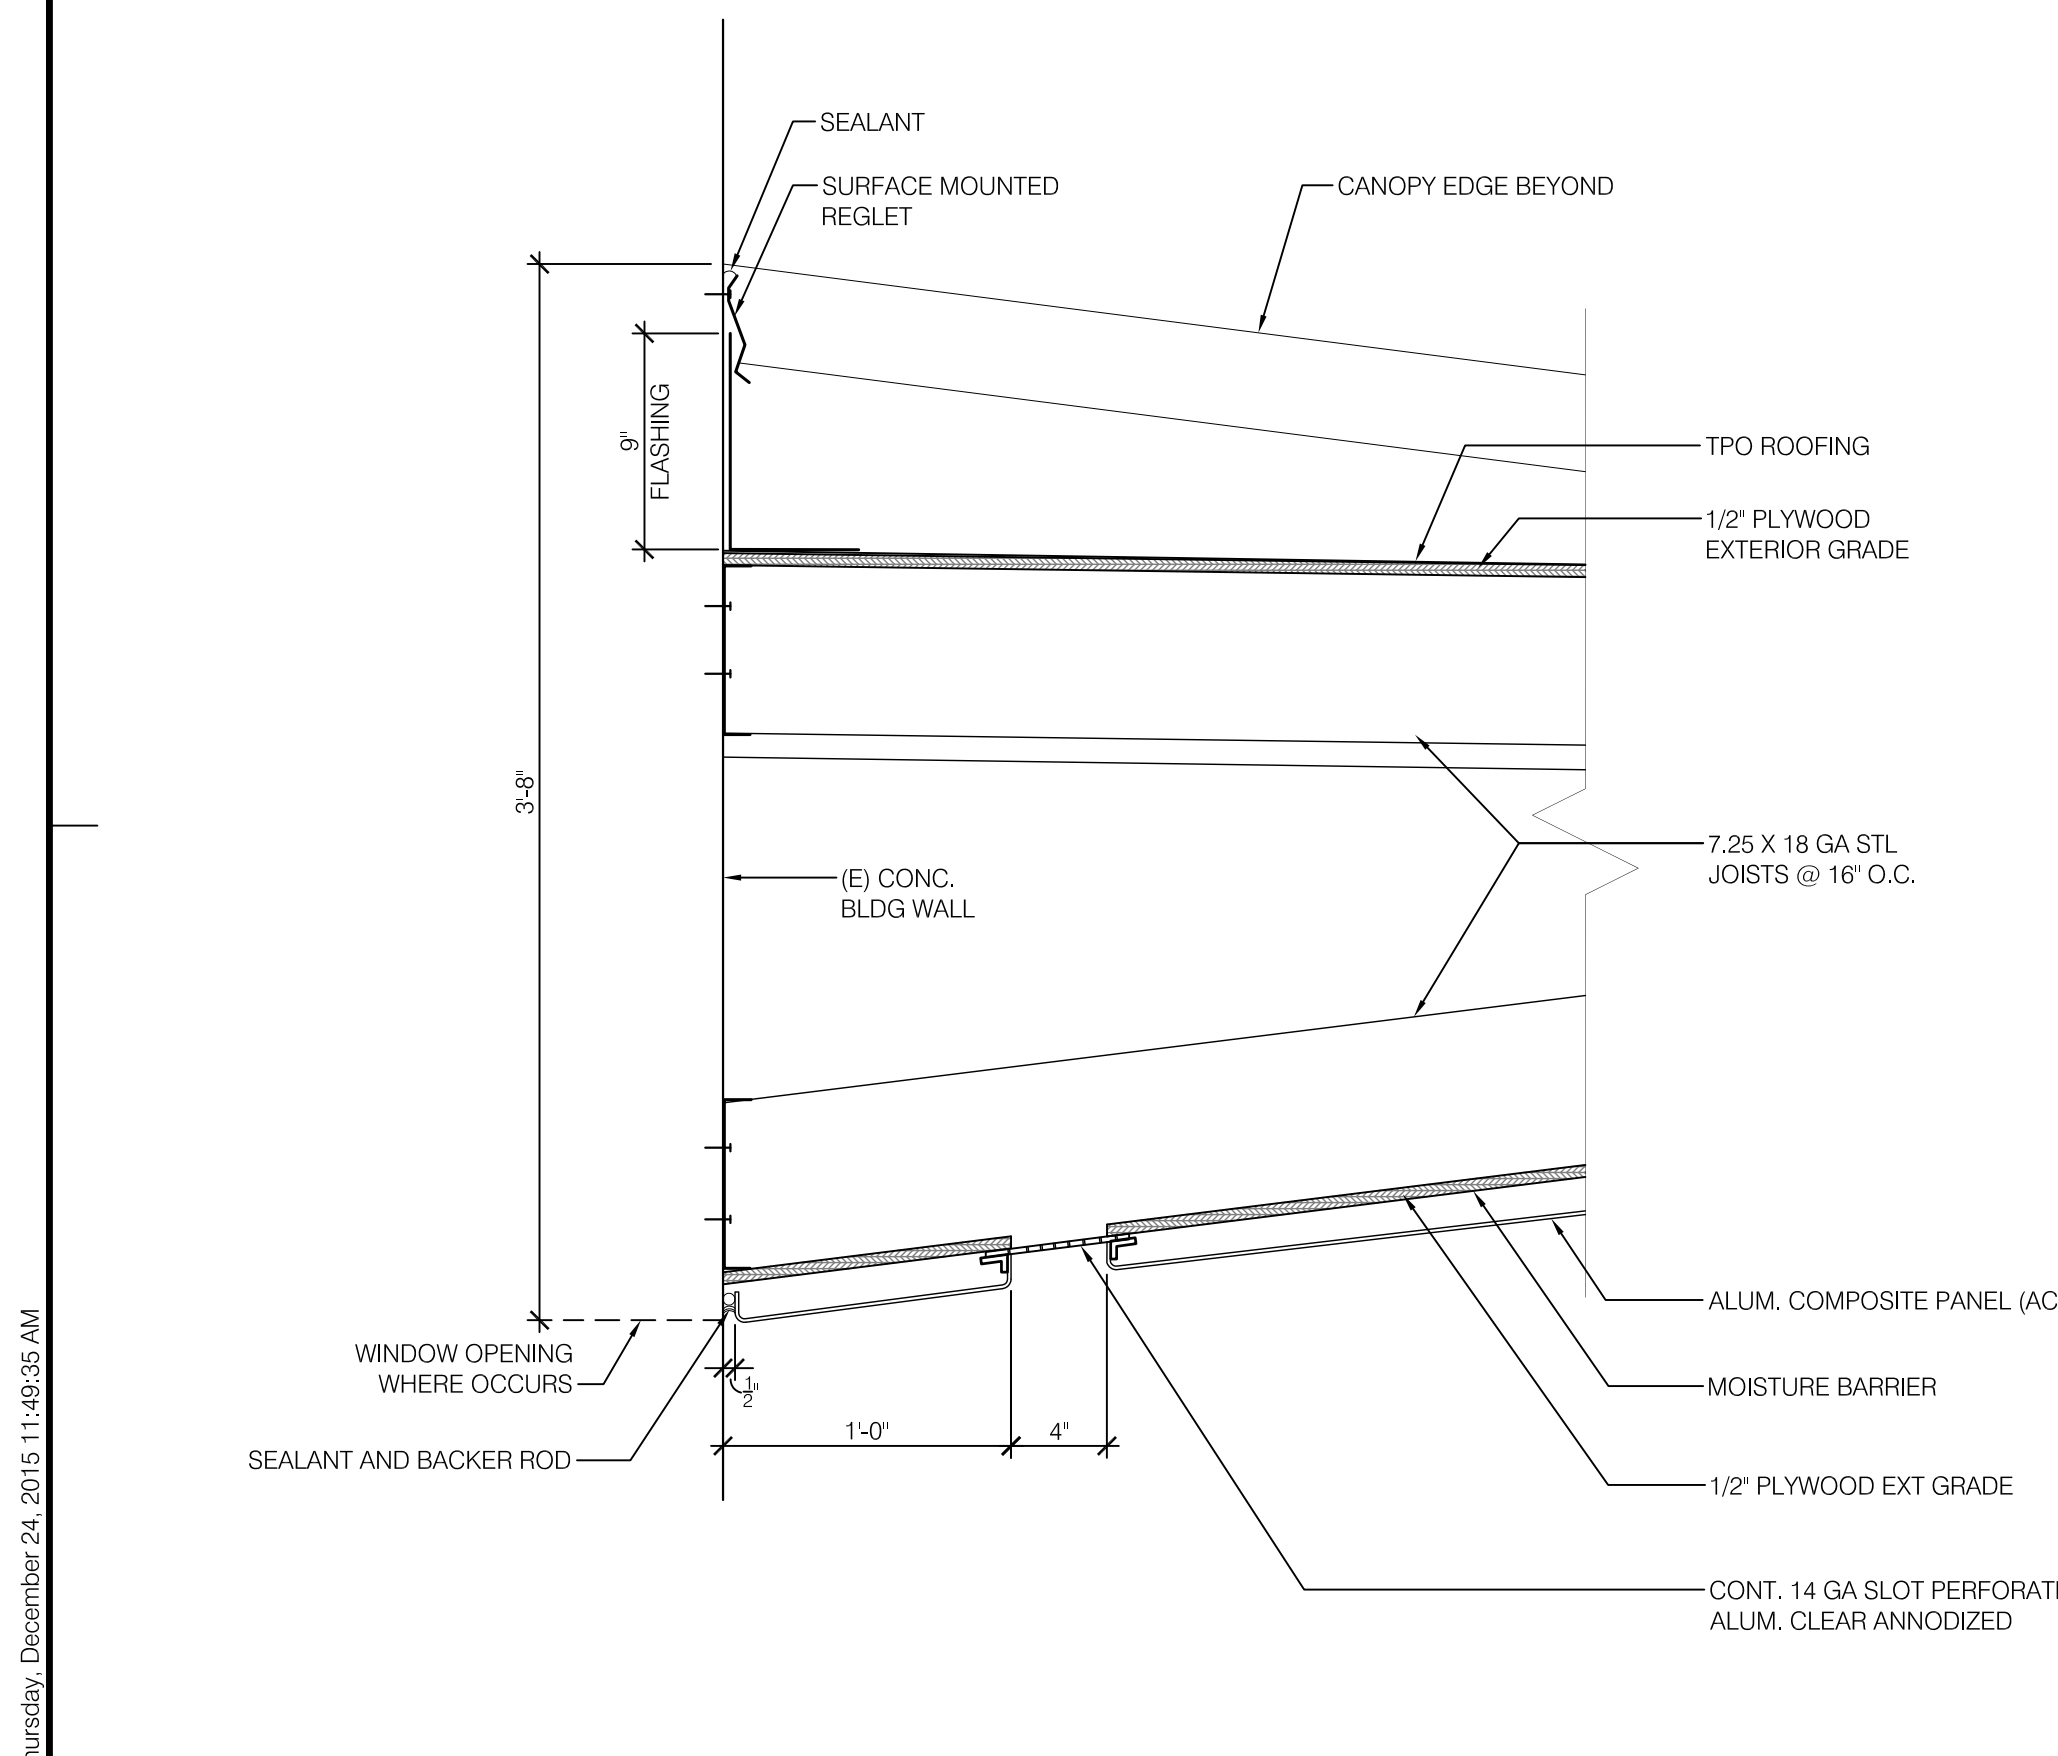 SEALANT
SURFACE MOUNTED
REGLET
CANOPY EDGE BEYOND
9"
FLASHING
TPO ROOFING
1/2" PLYWOOD
EXTERIOR GRADE
3'-8"
7.25 X 18 GA STL
JOISTS @ 16" O.C.
(E) CONC.
BLDG WALL
ALUM. COMPOSITE PANEL (AC
WINDOW OPENING
WHERE OCCURS
1/2"
MOISTURE BARRIER
1'-0"
4"
SEALANT AND BACKER ROD
1/2" PLYWOOD EXT GRADE
CONT. 14 GA SLOT PERFORATI
ALUM. CLEAR ANNODIZED
hursday, December 24, 2015 11:49:35 AM